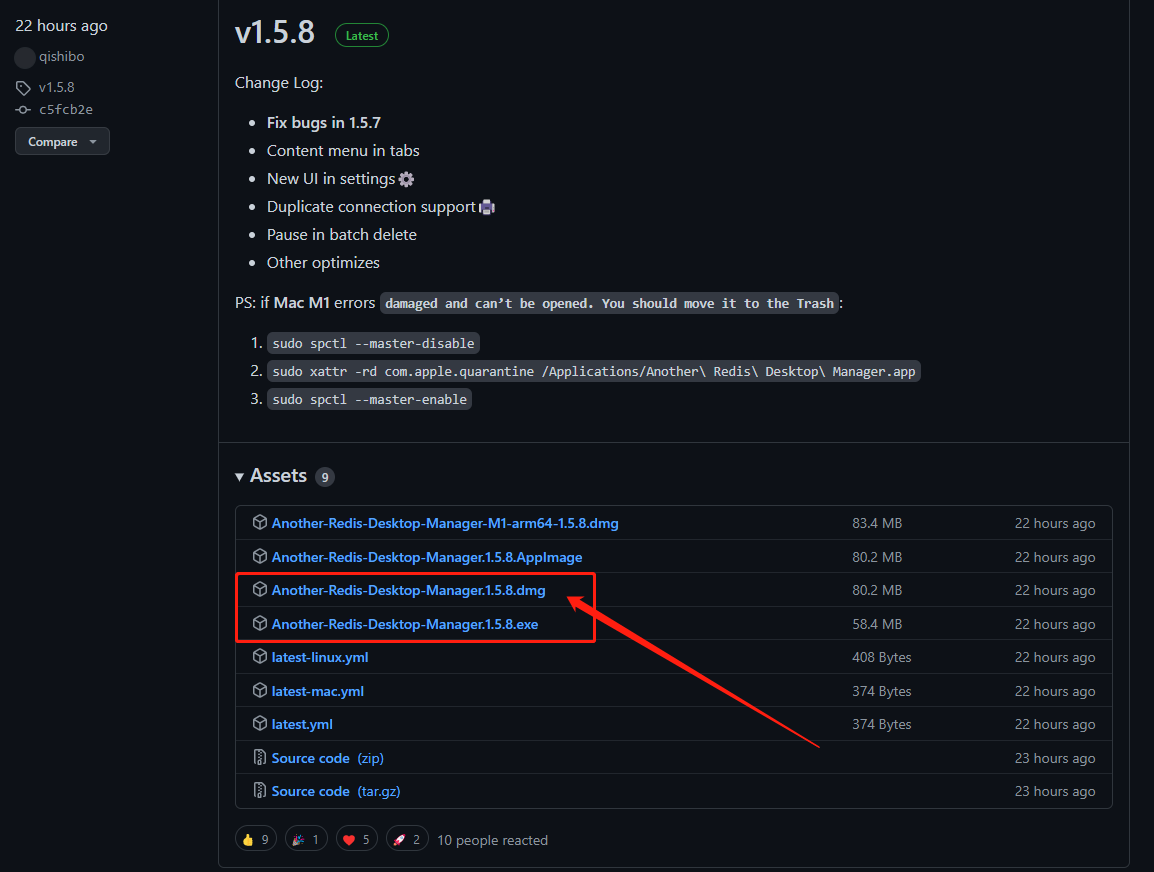 22 hours ago
qishibo
v1.5.8
c5fcb2e
Compare
v1.5.8 Latest
Change Log:
Fix bugs in 1.5.7
Content menu in tabs
New UI in settings
Duplicate connection support
Pause in batch delete
Other optimizes
PS: if Mac M1 errors damaged and can’t be opened. You should move it to the Trash:
1. sudo spctl --master-disable
2. sudo xattr -rd com.apple.quarantine /Applications/Another\ Redis\ Desktop\ Manager.app
3. sudo spctl --master-enable
Assets 9
Another-Redis-Desktop-Manager-M1-arm64-1.5.8.dmg 83.4 MB 22 hours ago
Another-Redis-Desktop-Manager.1.5.8.AppImage 80.2 MB 22 hours ago
Another-Redis-Desktop-Manager.1.5.8.dmg 80.2 MB 22 hours ago
Another-Redis-Desktop-Manager.1.5.8.exe 58.4 MB 22 hours ago
latest-linux.yml 408 Bytes 22 hours ago
latest-mac.yml 374 Bytes 22 hours ago
latest.yml 374 Bytes 22 hours ago
Source code (zip) 23 hours ago
Source code (tar.gz) 23 hours ago
9 1 5 2 10 people reacted